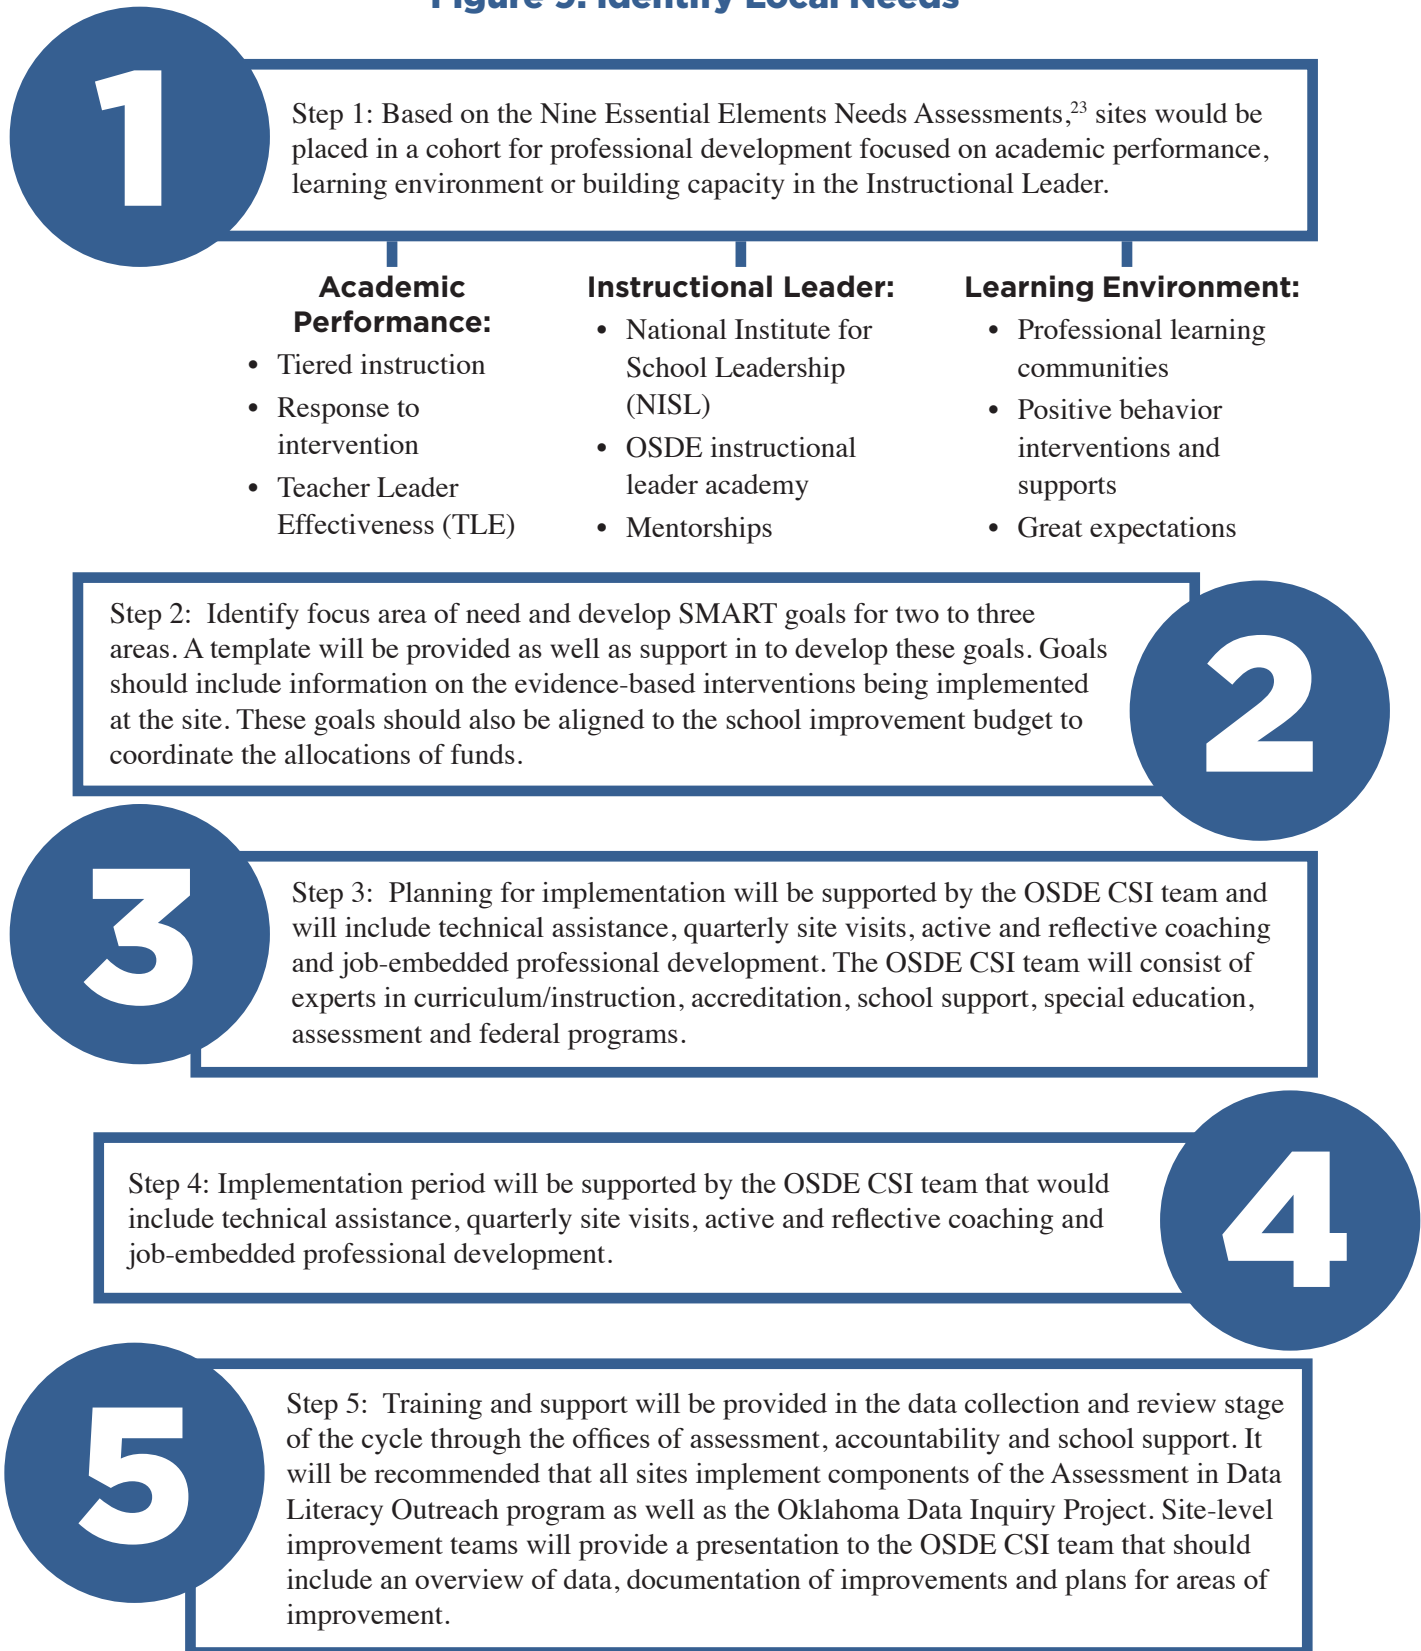 Figure 5: Identify Local Needs
1
Step 1: Based on the Nine Essential Elements Needs Assessments,23 sites would be
placed in a cohort for professional development focused on academic performance,
learning environment or building capacity in the Instructional Leader.
Academic
Performance:
• Tiered instruction
• Response to
intervention
• Teacher Leader
Effectiveness (TLE)
Instructional Leader:
• National Institute for
School Leadership
(NISL)
• OSDE instructional
leader academy
• Mentorships
Learning Environment:
• Professional learning
communities
• Positive behavior
interventions and
supports
• Great expectations
Step 2: Identify focus area of need and develop SMART goals for two to three
areas. A template will be provided as well as support in to develop these goals. Goals
should include information on the evidence-based interventions being implemented
at the site. These goals should also be aligned to the school improvement budget to
coordinate the allocations of funds.
2
3
Step 3: Planning for implementation will be supported by the OSDE CSI team and
will include technical assistance, quarterly site visits, active and reflective coaching
and job-embedded professional development. The OSDE CSI team will consist of
experts in curriculum/instruction, accreditation, school support, special education,
assessment and federal programs.
Step 4: Implementation period will be supported by the OSDE CSI team that would
include technical assistance, quarterly site visits, active and reflective coaching and
job-embedded professional development.
4
5
Step 5: Training and support will be provided in the data collection and review stage
of the cycle through the offices of assessment, accountability and school support. It
will be recommended that all sites implement components of the Assessment in Data
Literacy Outreach program as well as the Oklahoma Data Inquiry Project. Site-level
improvement teams will provide a presentation to the OSDE CSI team that should
include an overview of data, documentation of improvements and plans for areas of
improvement.